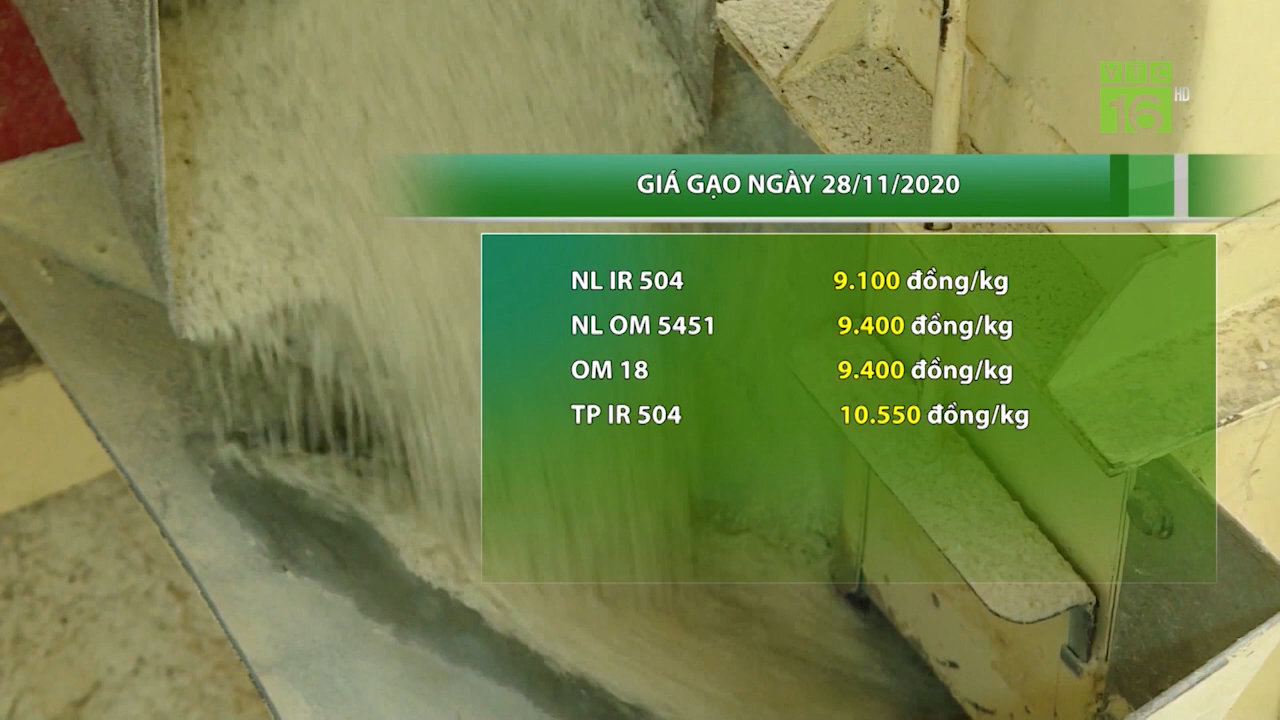 VTC
16 HD
GIÁ GẠO NGÀY 28/11/2020
NL IR 504 9.100 đồng/kg
NL OM 5451 9.400 đồng/kg
OM 18 9.400 đồng/kg
TP IR 504 10.550 đồng/kg